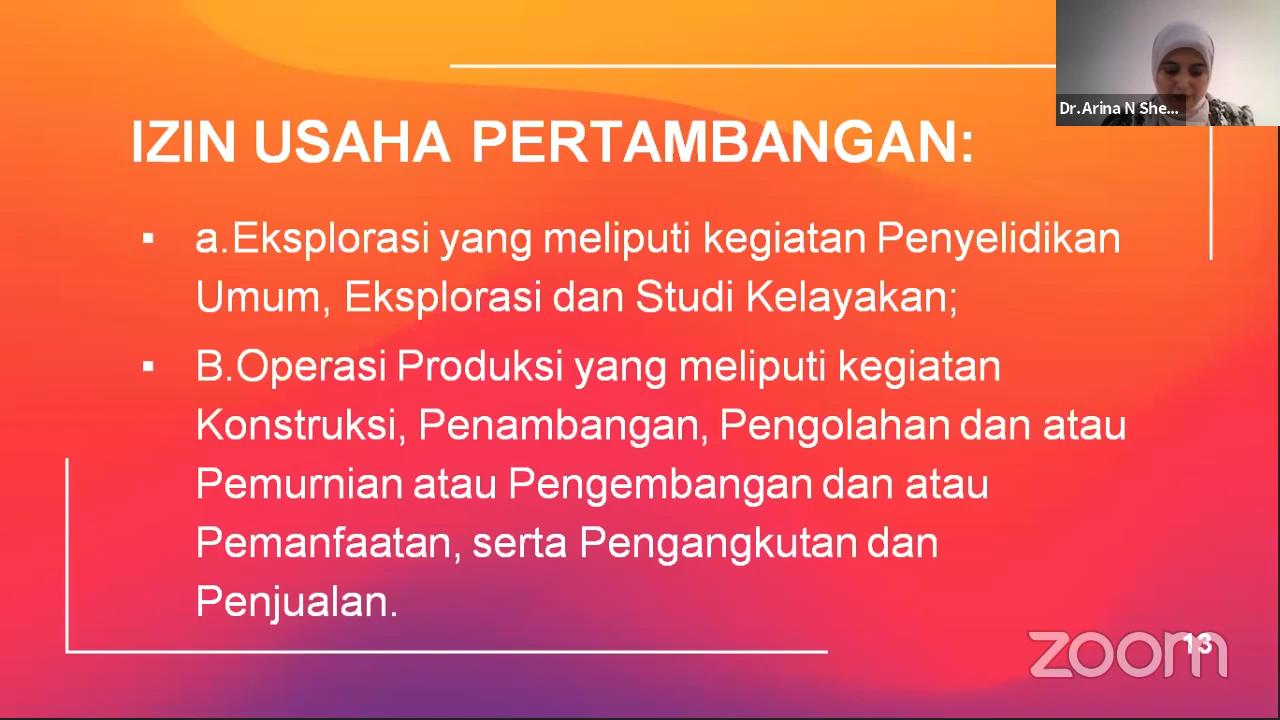 Dr.Arina N She...
IZIN USAHA PERTAMBANGAN:
▪ a.Eksplorasi yang meliputi kegiatan Penyelidikan
Umum, Eksplorasi dan Studi Kelayakan;
▪ B.Operasi Produksi yang meliputi kegiatan
Konstruksi, Penambangan, Pengolahan dan atau
Pemurnian atau Pengembangan dan atau
Pemanfaatan, serta Pengangkutan dan
Penjualan.
13
zoom